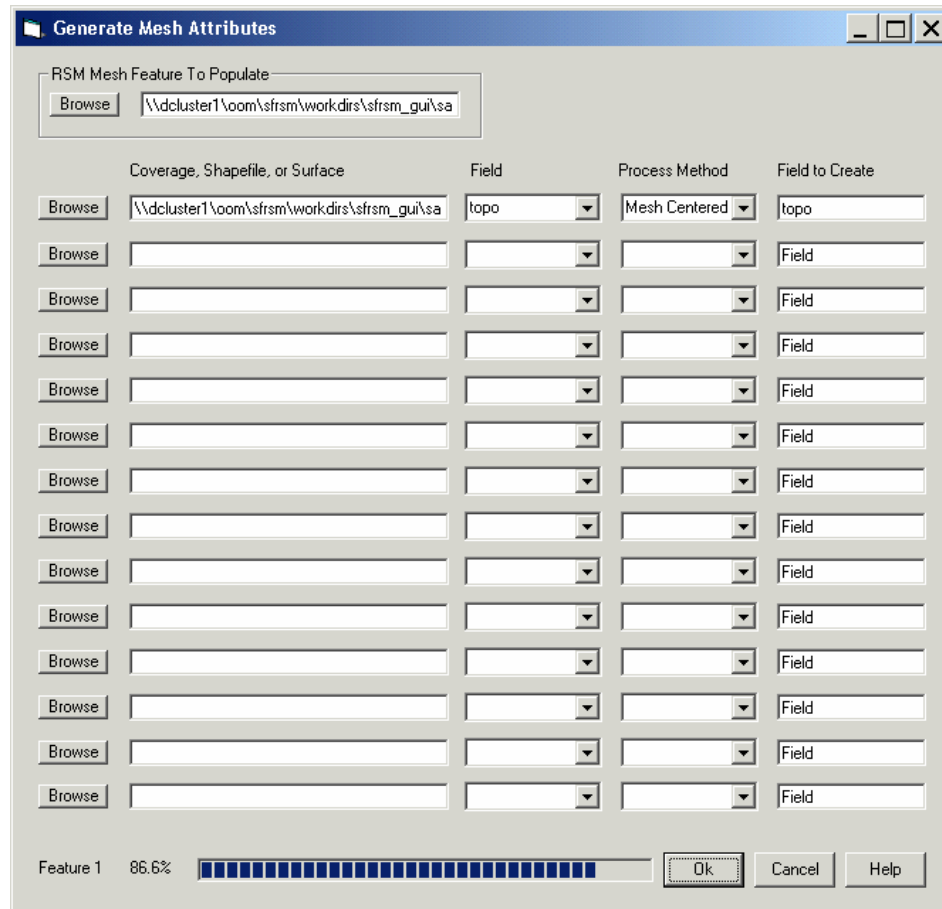 Generate Mesh Attributes
RSM Mesh Feature To Populate
Browse \\dcluster1\oom\sfrsm\workdirs\sfrsm_gui\sa
Coverage, Shapefile, or Surface Field Process Method Field to Create
Browse \\dcluster1\oom\sfrsm\workdirs\sfrsm_gui\sa topo Mesh Centered topo
Browse Field
Browse Field
Browse Field
Browse Field
Browse Field
Browse Field
Browse Field
Browse Field
Browse Field
Browse Field
Browse Field
Browse Field
Browse Field
Feature 1 86.6% Ok Cancel Help